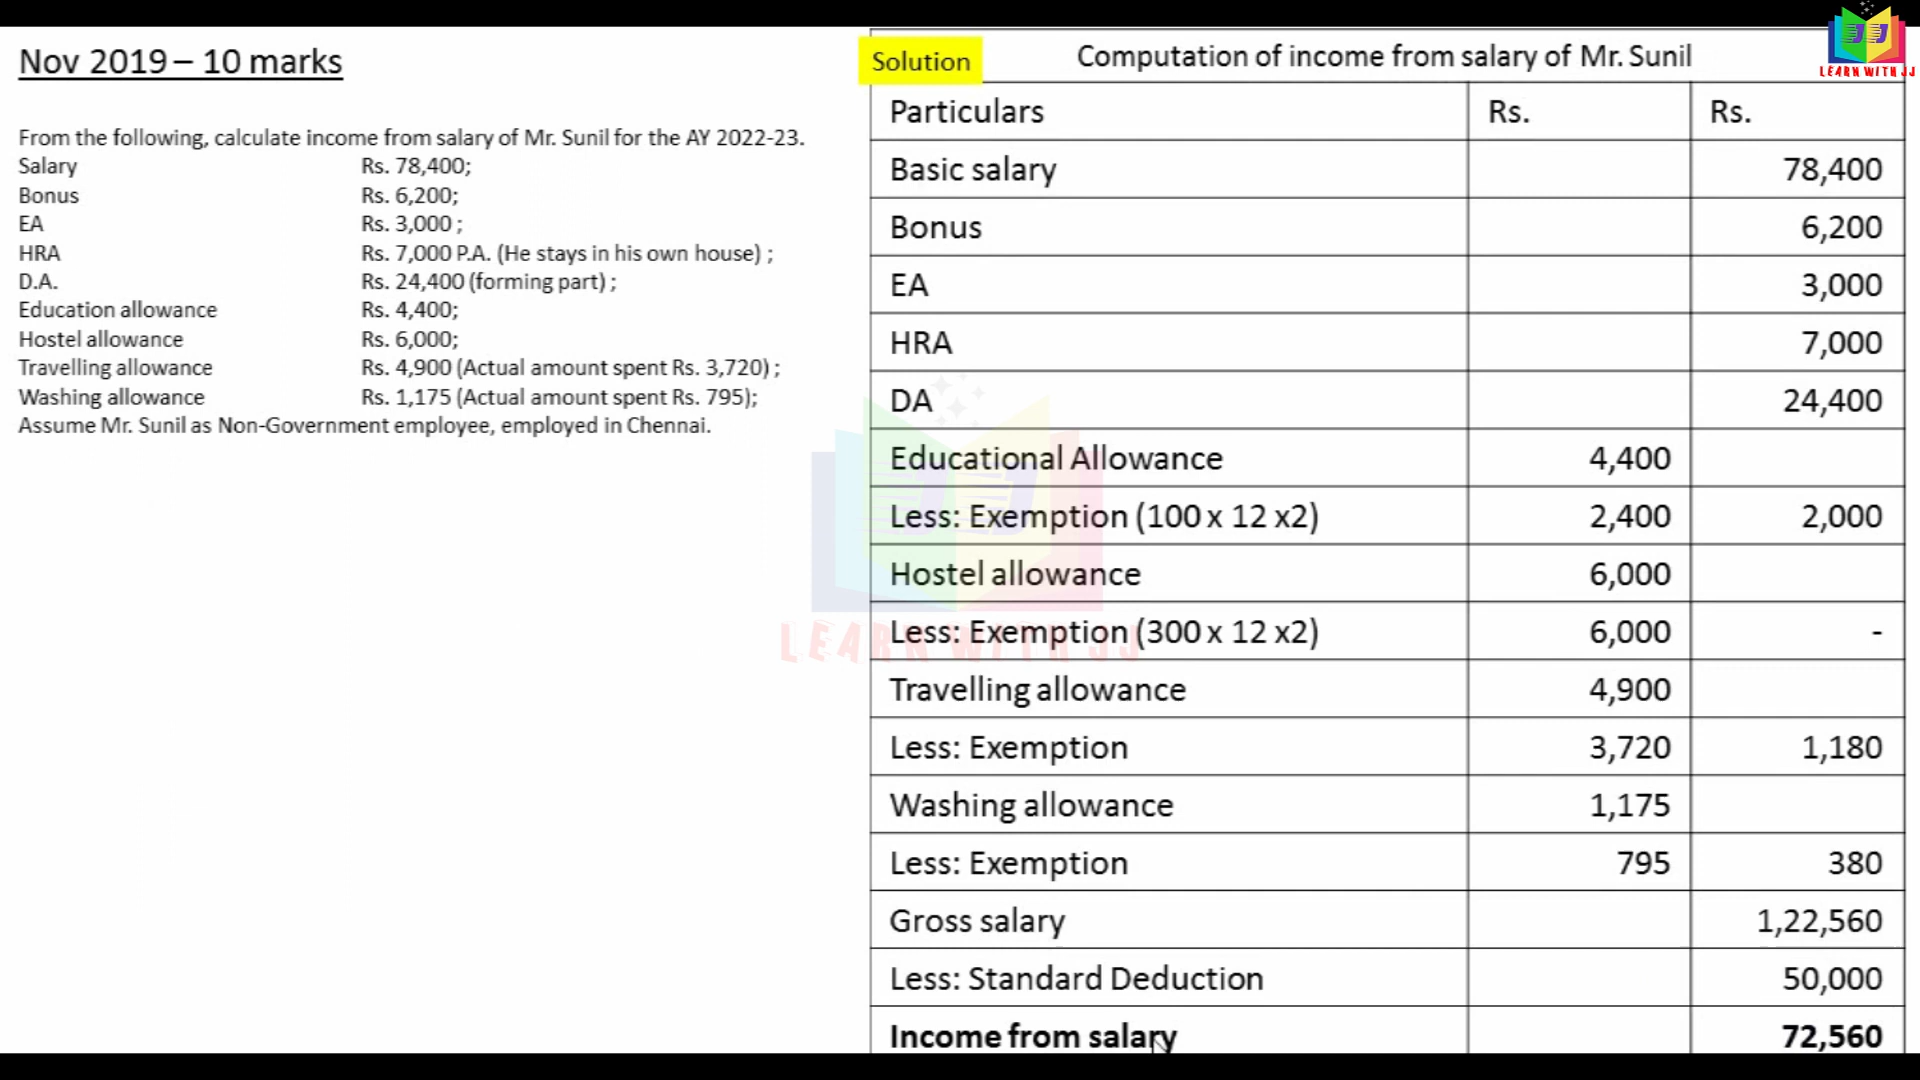 Nov 2019 – 10 marks
From the following, calculate income from salary of Mr. Sunil for the AY 2022-23.
Salary Rs. 78,400;
Bonus Rs. 6,200;
EA Rs. 3,000 ;
HRA Rs. 7,000 P.A. (He stays in his own house) ;
D.A. Rs. 24,400 (forming part) ;
Education allowance Rs. 4,400;
Hostel allowance Rs. 6,000;
Travelling allowance Rs. 4,900 (Actual amount spent Rs. 3,720) ;
Washing allowance Rs. 1,175 (Actual amount spent Rs. 795);
Assume Mr. Sunil as Non-Government employee, employed in Chennai.
Solution
Computation of income from salary of Mr. Sunil
Particulars Rs. Rs.
Basic salary 78,400
Bonus 6,200
EA 3,000
HRA 7,000
DA 24,400
Educational Allowance 4,400
Less: Exemption (100 x 12 x2) 2,400 2,000
Hostel allowance 6,000
Less: Exemption (300 x 12 x2) 6,000 -
Travelling allowance 4,900
Less: Exemption 3,720 1,180
Washing allowance 1,175
Less: Exemption 795 380
Gross salary 1,22,560
Less: Standard Deduction 50,000
Income from salary 72,560
LEARN WITH JJ
JJ
LEARN WITH JJ